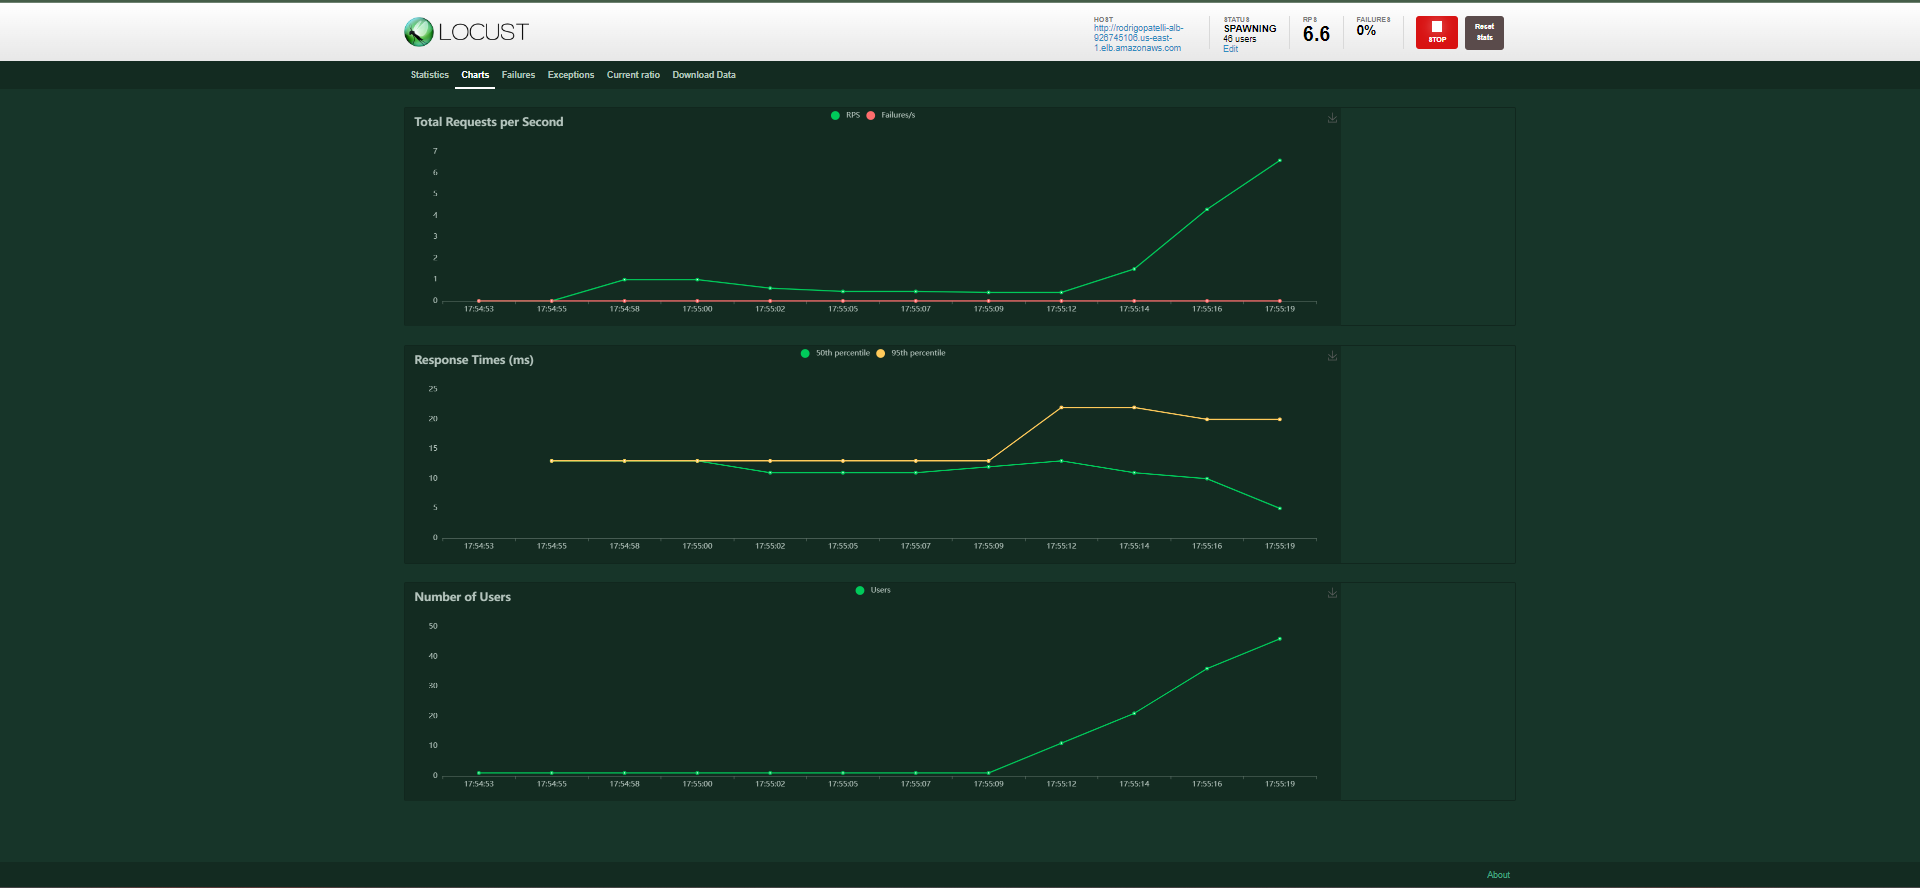 LOCUST
HOST
http://rodrigopatelli-alb-
926745106.us-east-
1.elb.amazonaws.com
STATUS
SPAWNING
46 users
Edit
RPS
6.6
FAILURES
0%
STOP
Reset
Stats
Statistics Charts Failures Exceptions Current ratio Download Data
Total Requests per Second
RPS Failures/s
7
6
5
4
3
2
1
0
17:54:53 17:54:55 17:54:58 17:55:00 17:55:02 17:55:05 17:55:07 17:55:09 17:55:12 17:55:14 17:55:16 17:55:19
Response Times (ms)
50th percentile 95th percentile
25
20
15
10
5
0
17:54:53 17:54:55 17:54:58 17:55:00 17:55:02 17:55:05 17:55:07 17:55:09 17:55:12 17:55:14 17:55:16 17:55:19
Number of Users
Users
50
40
30
20
10
0
17:54:53 17:54:55 17:54:58 17:55:00 17:55:02 17:55:05 17:55:07 17:55:09 17:55:12 17:55:14 17:55:16 17:55:19
About